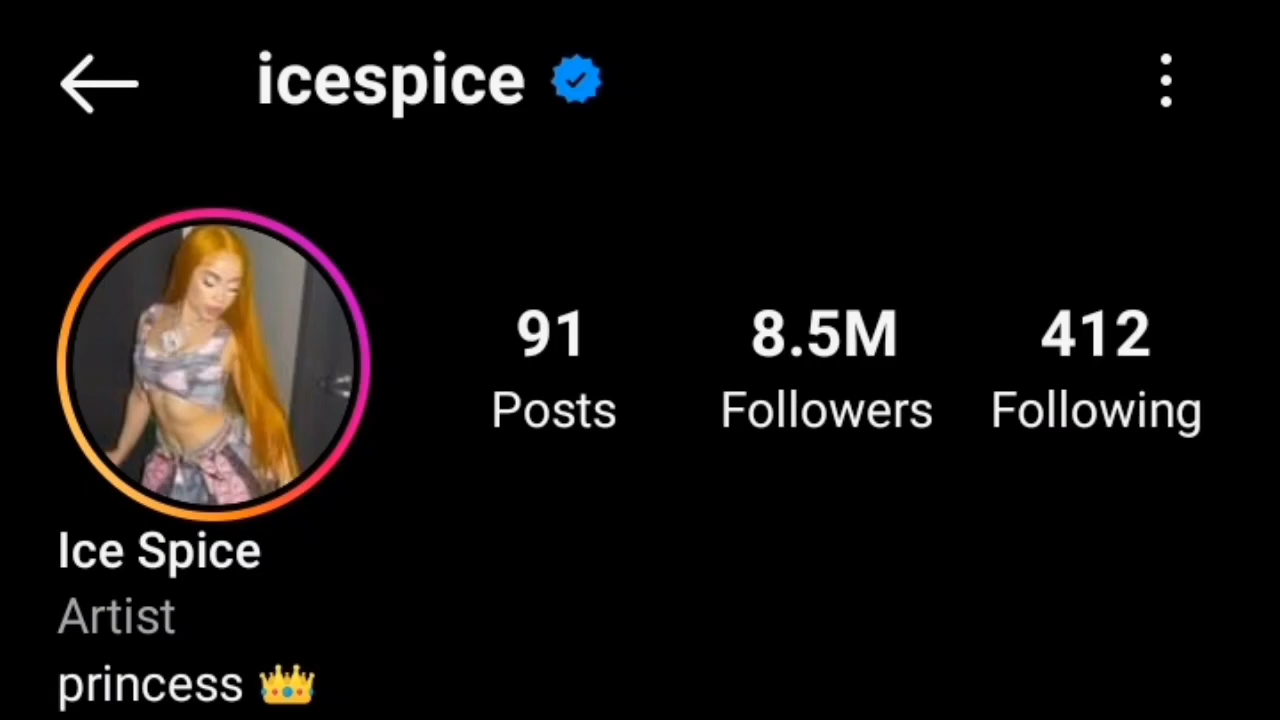 icespice
91 8.5M 412
Posts Followers Following
Ice Spice
Artist
princess 👑